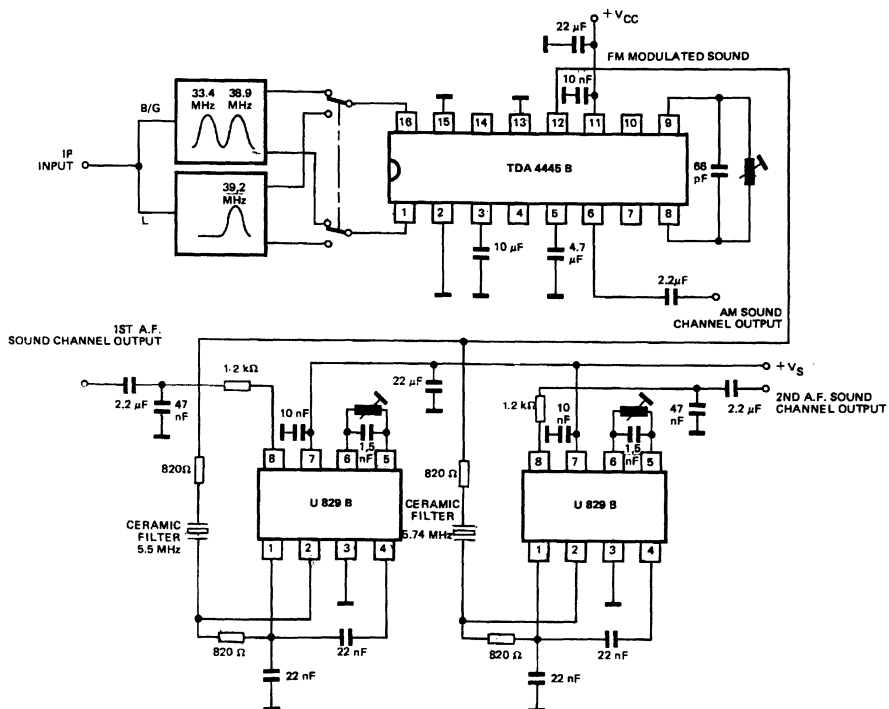 +VCC
22 µF
FM MODULATED SOUND
10 nF
33.4 MHz
38.9 MHz
B/G
IF INPUT
L
39,2 MHz
16 15 14 13 12 11 10 9
TDA 4445 B
1 2 3 4 5 6 7 8
68 pF
10 µF
4.7 µF
2.2µF
AM SOUND CHANNEL OUTPUT
1ST A.F. SOUND CHANNEL OUTPUT
+VS
1.2 kΩ
22 µF
2.2 µF
47 nF
10 nF
1,5 nF
1.2 kΩ
10 nF
1,5 nF
47 nF
2.2 µF
2ND A.F. SOUND CHANNEL OUTPUT
8 7 6 5
8 7 6 5
820Ω
820 Ω
U 829 B
U 829 B
CERAMIC FILTER 5.5 MHz
CERAMIC FILTER 5.74 MHz
1 2 3 4
1 2 3 4
820 Ω
22 nF
820 Ω
22 nF
22 nF
22 nF